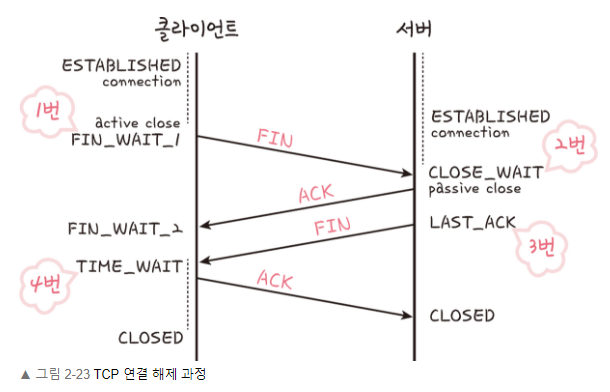 클라이언트
서버
ESTABLISHED
connection
1번
active close
FIN_WAIT_1
FIN
ESTABLISHED
connection
2번
CLOSE_WAIT
passive close
ACK
FIN_WAIT_2
FIN
LAST_ACK
3번
TIME_WAIT
4번
ACK
CLOSED
CLOSED
▲ 그림 2-23 TCP 연결 해제 과정